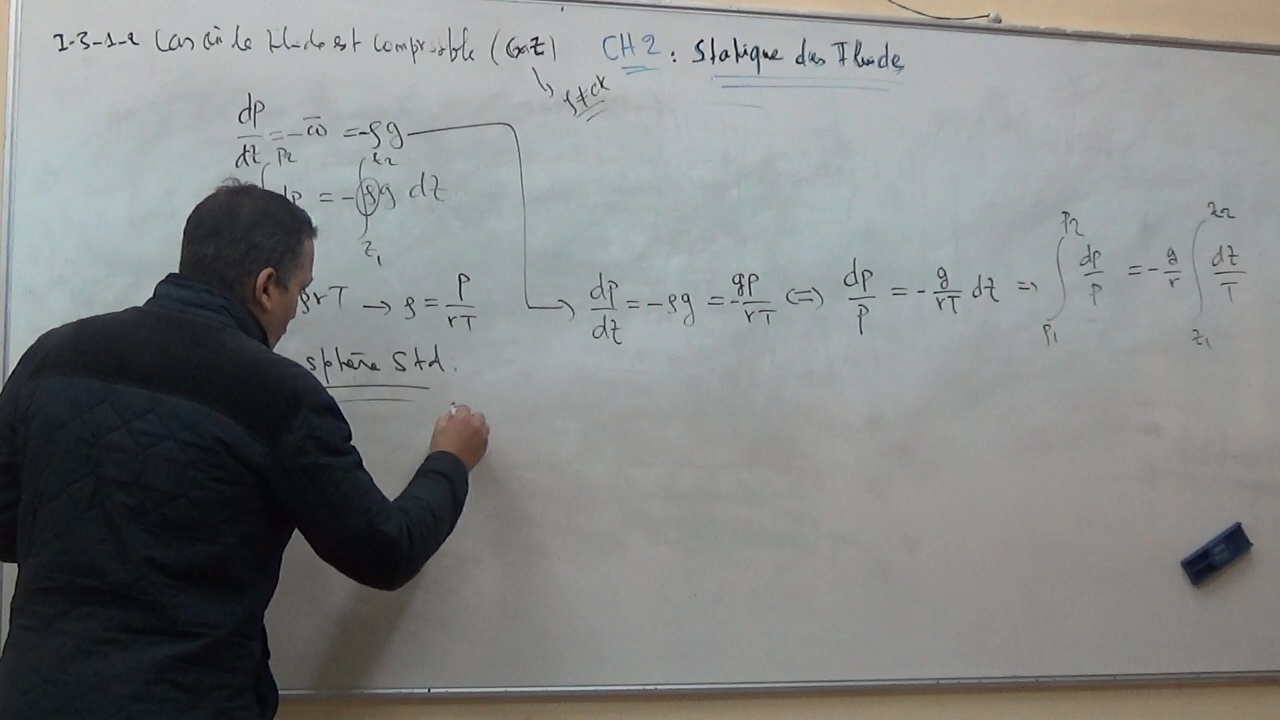 I-3-1-2 Cas où le fluide est compressible (Gaz) CH2 : Statique des Fluides
ρ≠cte
dp/dz = -ϖ = -ρg
∫_{P1}^{P2} dp = -∫_{z1}^{z2} ρg dz
ρrT → ρ = P/rT → dp/dz = -ρg = -gP/rT ⇔ dp/P = -g/rT dz ⇒ ∫_{P1}^{P2} dp/P = -g/r ∫_{z1}^{z2} dz/T
sphère Std.